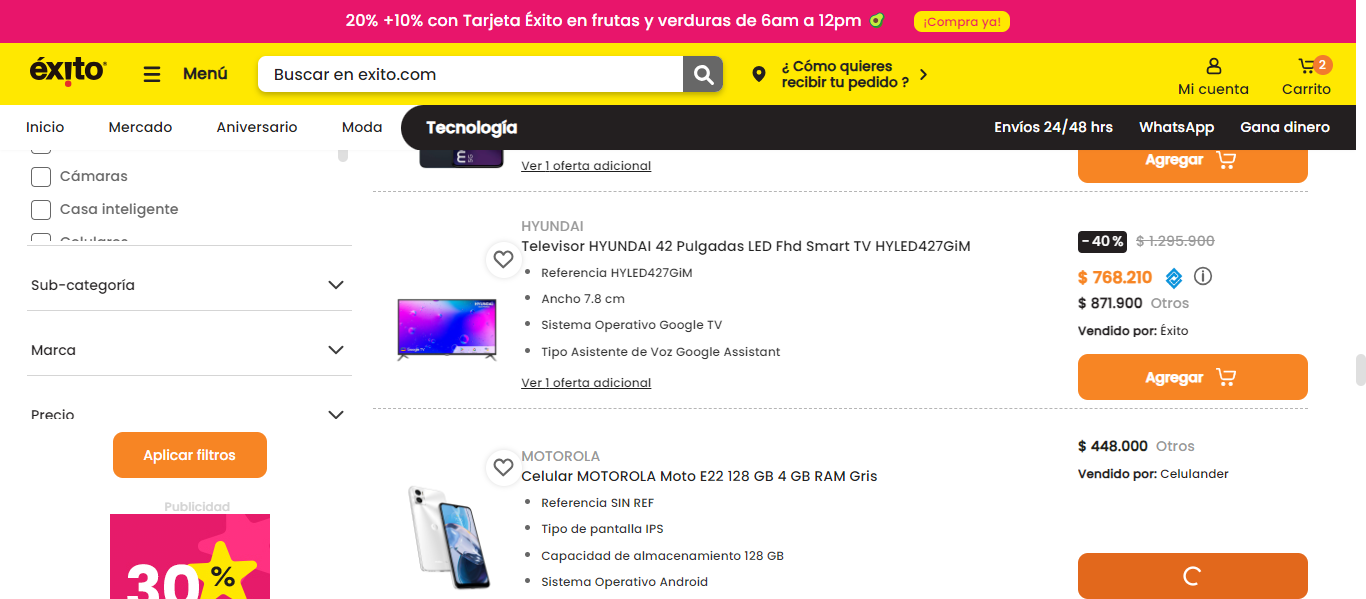 20% +10% con Tarjeta Éxito en frutas y verduras de 6am a 12pm
¡Compra ya!
éxito
Menú
Buscar en exito.com
¿ Cómo quieres
recibir tu pedido ?
Mi cuenta
2
Carrito
Inicio
Mercado
Aniversario
Moda
Tecnología
Envíos 24/48 hrs
WhatsApp
Gana dinero
Cámaras
Casa inteligente
Celulares
Sub-categoría
Marca
Precio
Aplicar filtros
Publicidad
30%
Ver 1 oferta adicional
Agregar
HYUNDAI
Televisor HYUNDAI 42 Pulgadas LED Fhd Smart TV HYLED427GiM
Referencia HYLED427GiM
Ancho 7.8 cm
Sistema Operativo Google TV
Tipo Asistente de Voz Google Assistant
Ver 1 oferta adicional
- 40 % $ 1.295.900
$ 768.210
$ 871.900 Otros
Vendido por: Éxito
Agregar
MOTOROLA
Celular MOTOROLA Moto E22 128 GB 4 GB RAM Gris
Referencia SIN REF
Tipo de pantalla IPS
Capacidad de almacenamiento 128 GB
Sistema Operativo Android
$ 448.000 Otros
Vendido por: Celulander